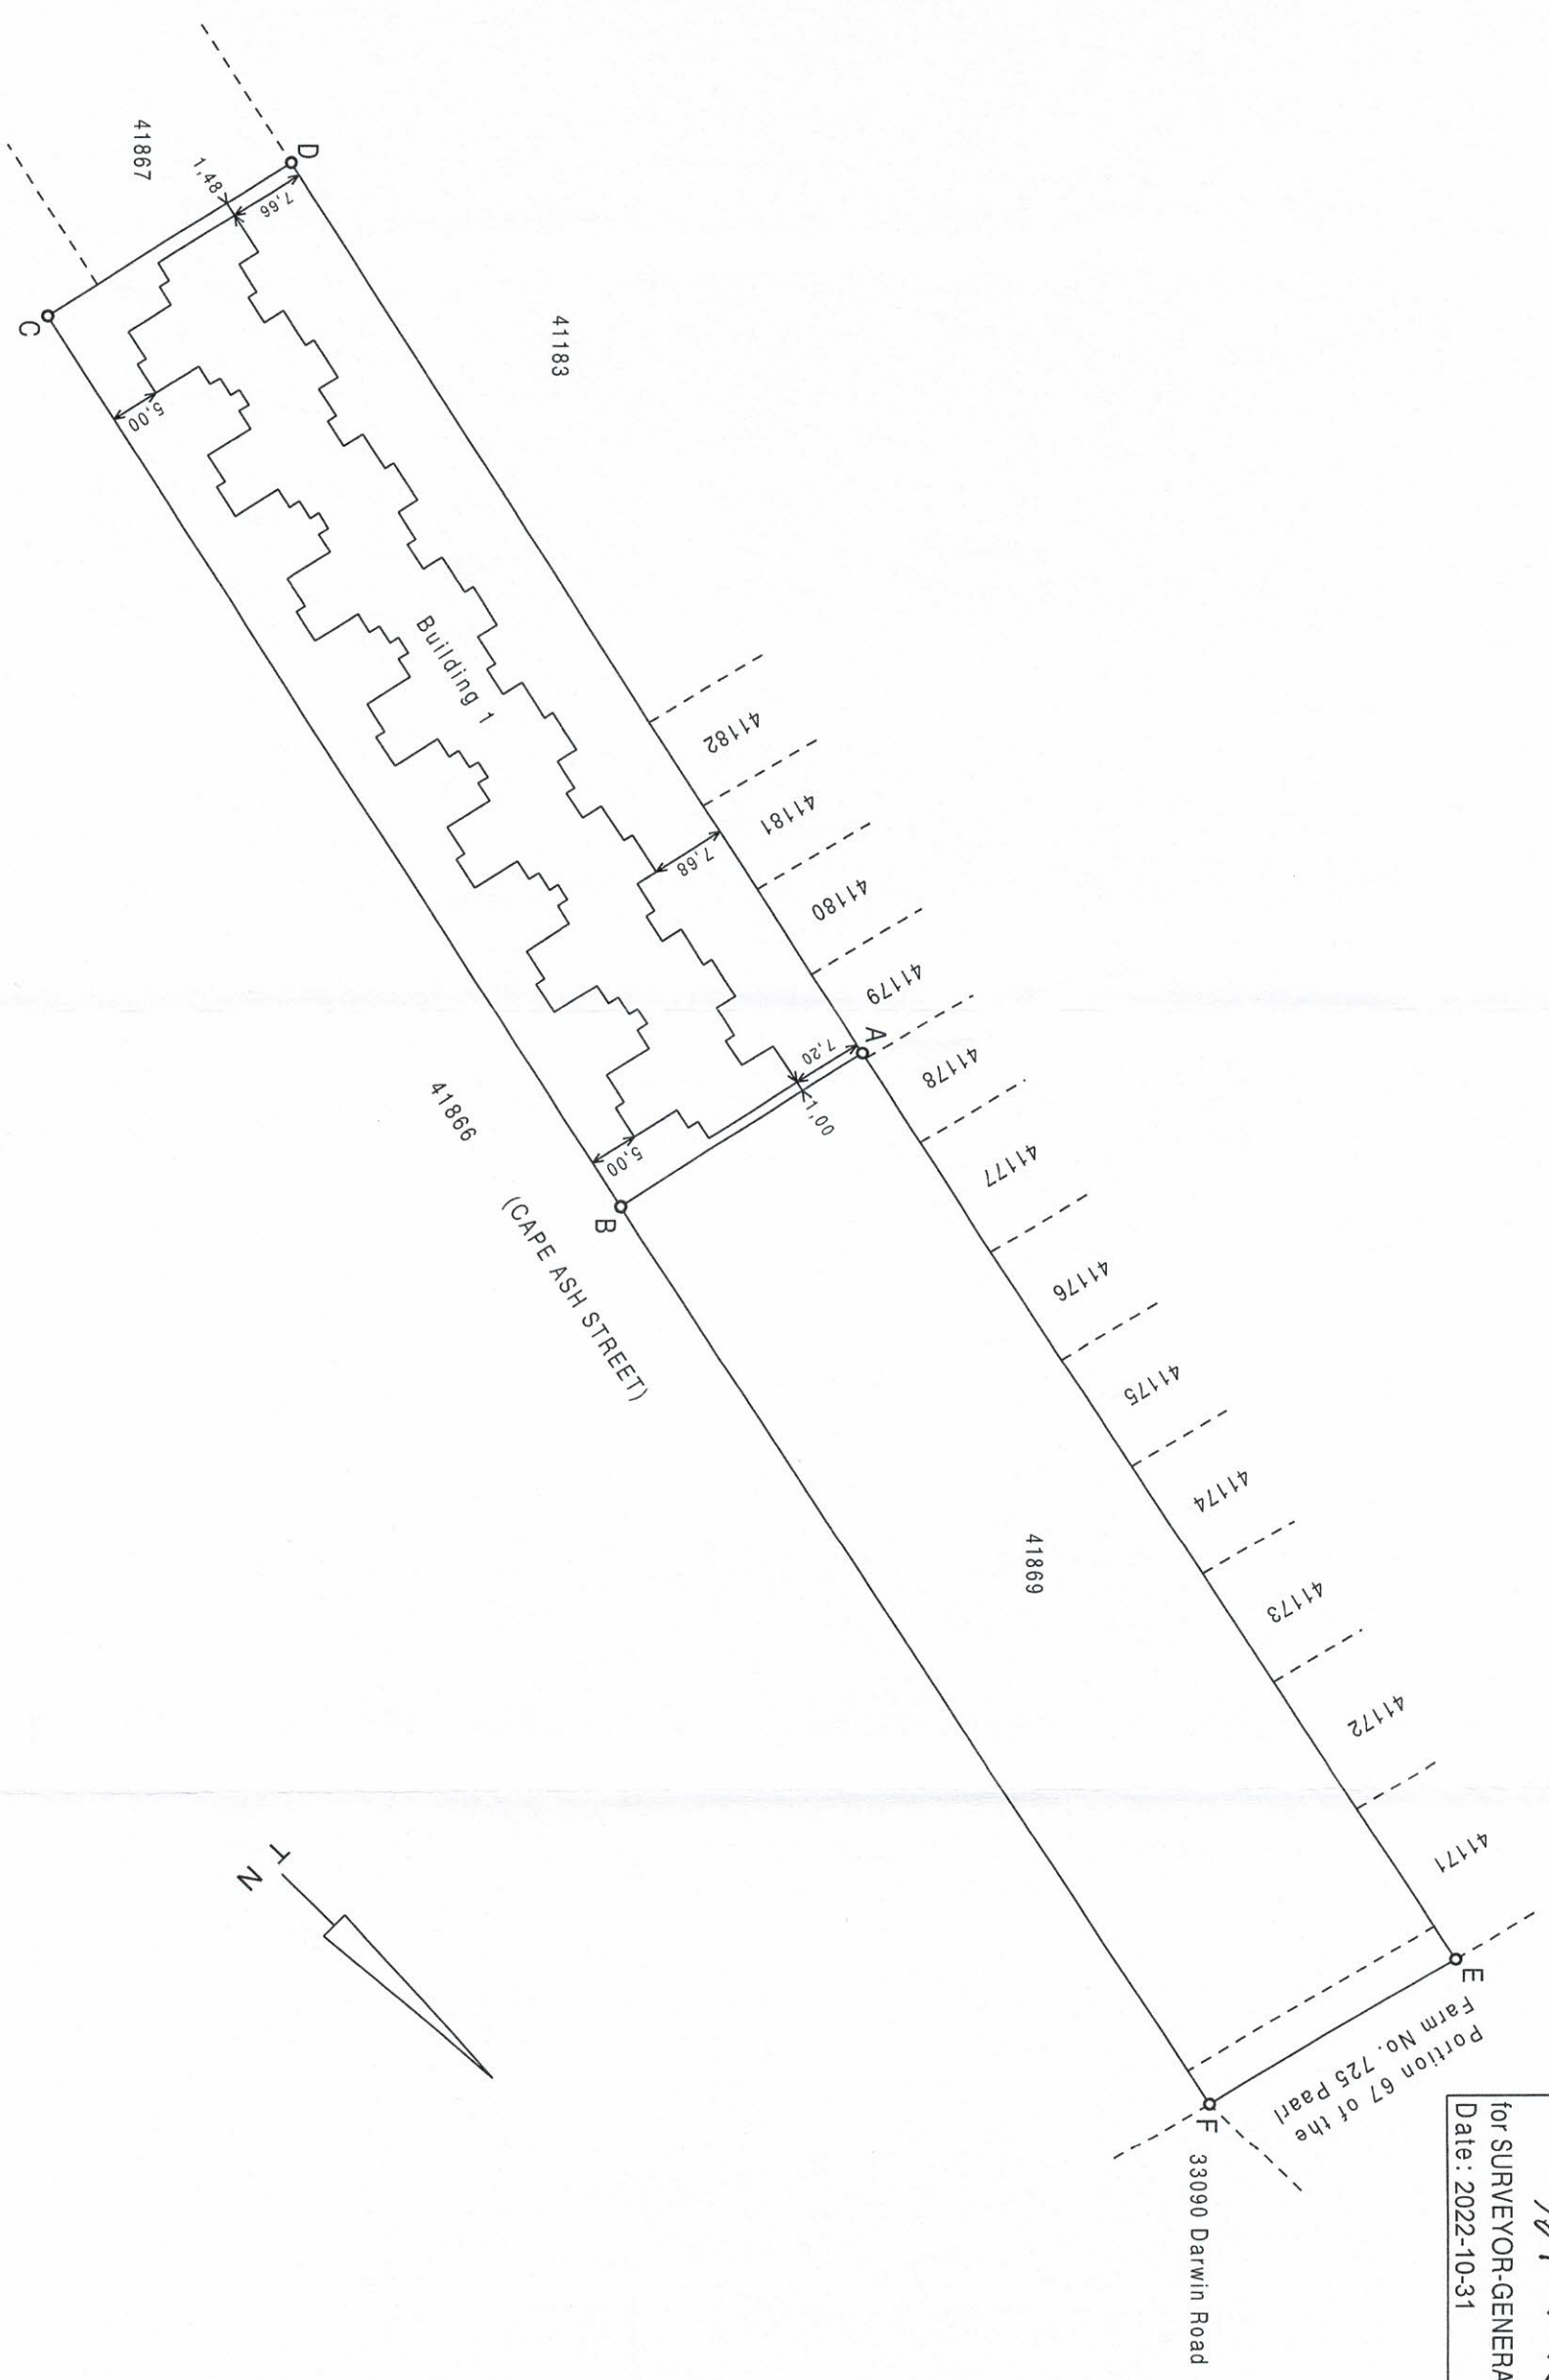 D
41867
1,48
7,66
C
41183
5,00
Building 1
41182
41181
7,68
41180
41179
A
7,20
1,00
41178
41177
41866
5,00
B
(CAPE ASH STREET)
41176
41175
41174
41869
41173
41172
41171
T
N
E
Portion 67 of the
Farm No. 725 Paarl
F
33090 Darwin Road
for SURVEYOR-GENERA
Date: 2022-10-31